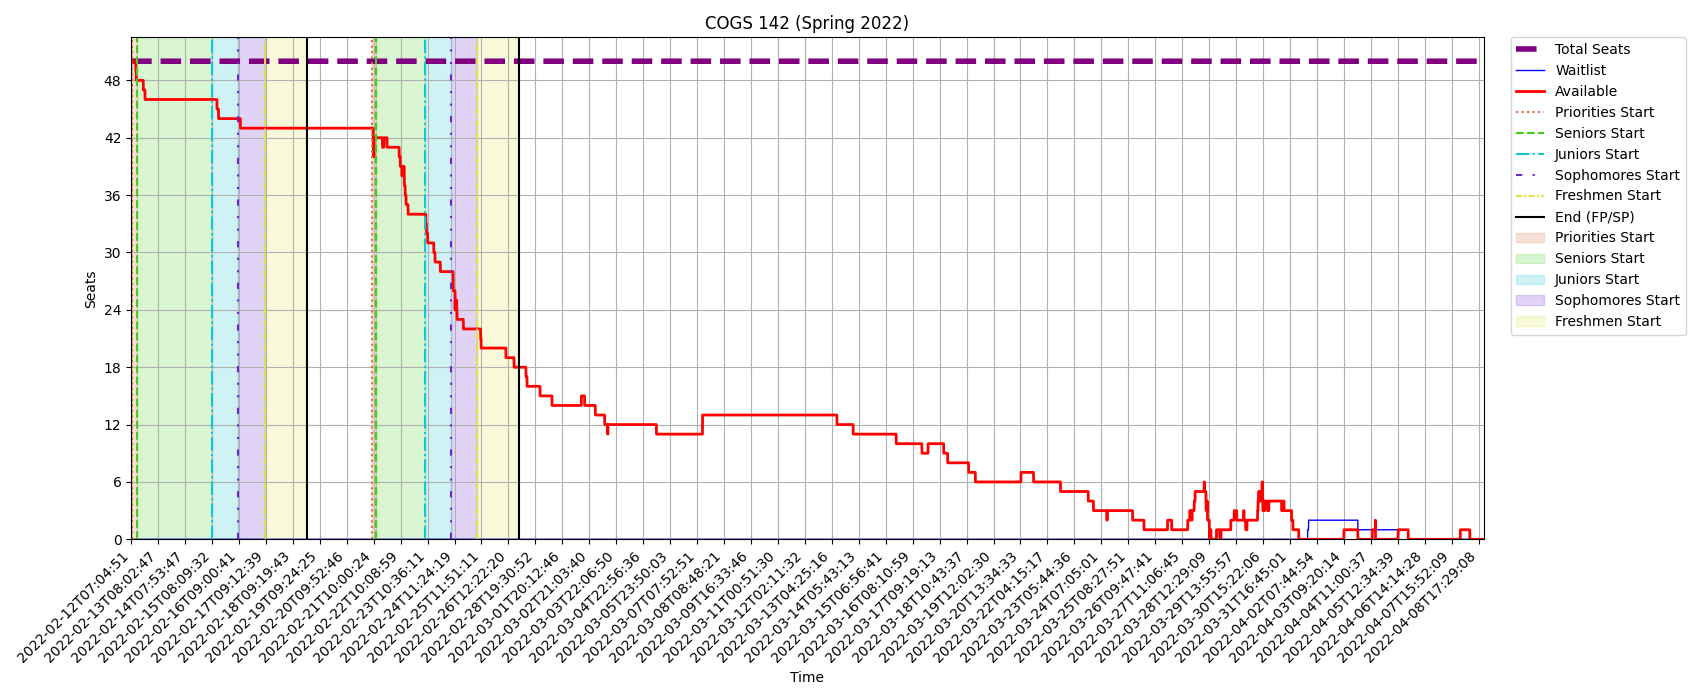 COGS 142 (Spring 2022)
Total Seats
Waitlist
Available
Priorities Start
Seniors Start
Juniors Start
Sophomores Start
Freshmen Start
End (FP/SP)
Priorities Start
Seniors Start
Juniors Start
Sophomores Start
Freshmen Start
Seats
48
42
36
30
24
18
12
6
0
2022-02-12T07:04:51
2022-02-13T08:02:47
2022-02-14T07:53:47
2022-02-15T08:09:32
2022-02-16T09:00:41
2022-02-17T09:12:39
2022-02-18T09:19:43
2022-02-19T09:24:25
2022-02-20T09:52:46
2022-02-21T10:00:24
2022-02-22T10:08:59
2022-02-23T10:36:11
2022-02-24T11:24:19
2022-02-25T11:51:11
2022-02-26T12:22:20
2022-02-28T19:30:52
2022-03-01T20:12:46
2022-03-02T21:03:40
2022-03-03T22:06:50
2022-03-04T22:56:36
2022-03-05T23:50:03
2022-03-07T07:52:51
2022-03-08T08:48:21
2022-03-09T16:33:46
2022-03-11T00:51:30
2022-03-12T02:11:32
2022-03-13T04:25:16
2022-03-14T05:43:13
2022-03-15T06:56:41
2022-03-16T08:10:59
2022-03-17T09:19:13
2022-03-18T10:43:37
2022-03-19T12:02:30
2022-03-20T13:34:33
2022-03-22T04:15:17
2022-03-23T05:44:36
2022-03-24T07:05:01
2022-03-25T08:27:51
2022-03-26T09:47:41
2022-03-27T11:06:45
2022-03-28T12:29:09
2022-03-29T13:55:57
2022-03-30T15:22:06
2022-03-31T16:45:01
2022-04-02T07:44:54
2022-04-03T09:20:14
2022-04-04T11:00:37
2022-04-05T12:34:39
2022-04-06T14:14:28
2022-04-07T15:52:09
2022-04-08T17:29:08
Time